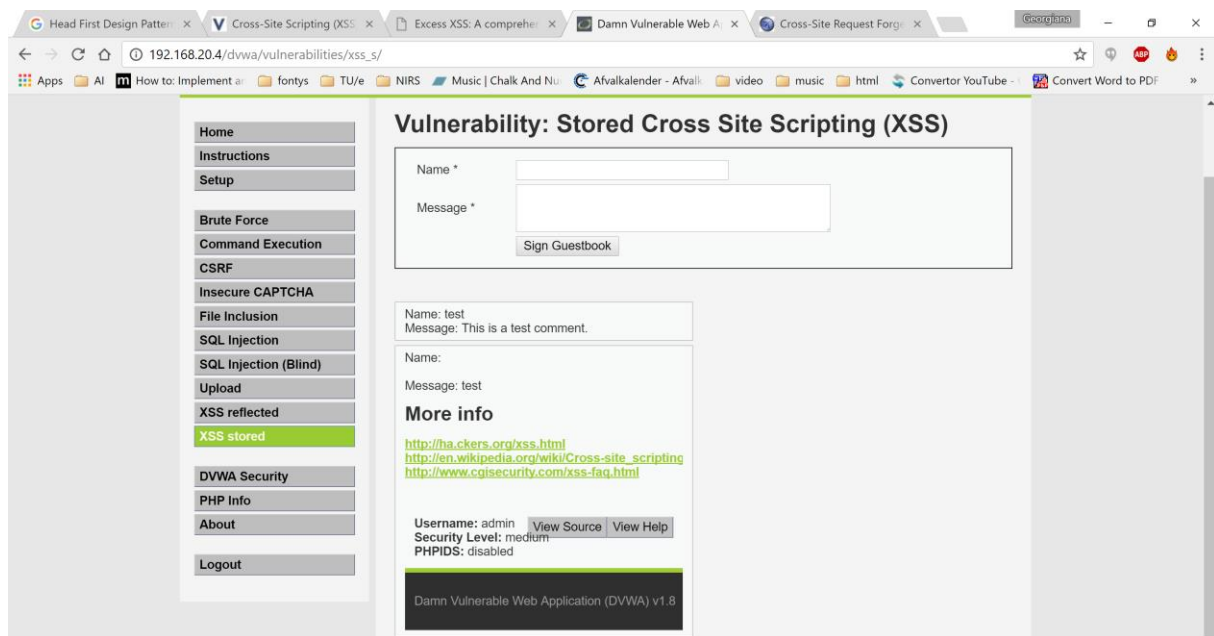 Head First Design Pattern
Cross-Site Scripting (XSS
Excess XSS: A comprehen
Damn Vulnerable Web A
Cross-Site Request Forge
Georgiana
192.168.20.4/dvwa/vulnerabilities/xss_s/
Apps AI How to: Implement an fontys TU/e NIRS Music | Chalk And Nu Afvalkalender - Afvalk video music html Convertor YouTube - Convert Word to PDF »
Vulnerability: Stored Cross Site Scripting (XSS)
Home
Instructions
Setup
Brute Force
Command Execution
CSRF
Insecure CAPTCHA
File Inclusion
SQL Injection
SQL Injection (Blind)
Upload
XSS reflected
XSS stored
DVWA Security
PHP Info
About
Logout
Name *
Message *
Sign Guestbook
Name: test
Message: This is a test comment.
Name:
Message: test
More info
http://ha.ckers.org/xss.html
http://en.wikipedia.org/wiki/Cross-site_scripting
http://www.cgisecurity.com/xss-faq.html
Username: admin
View Source View Help
Security Level: medium
PHPIDS: disabled
Damn Vulnerable Web Application (DVWA) v1.8